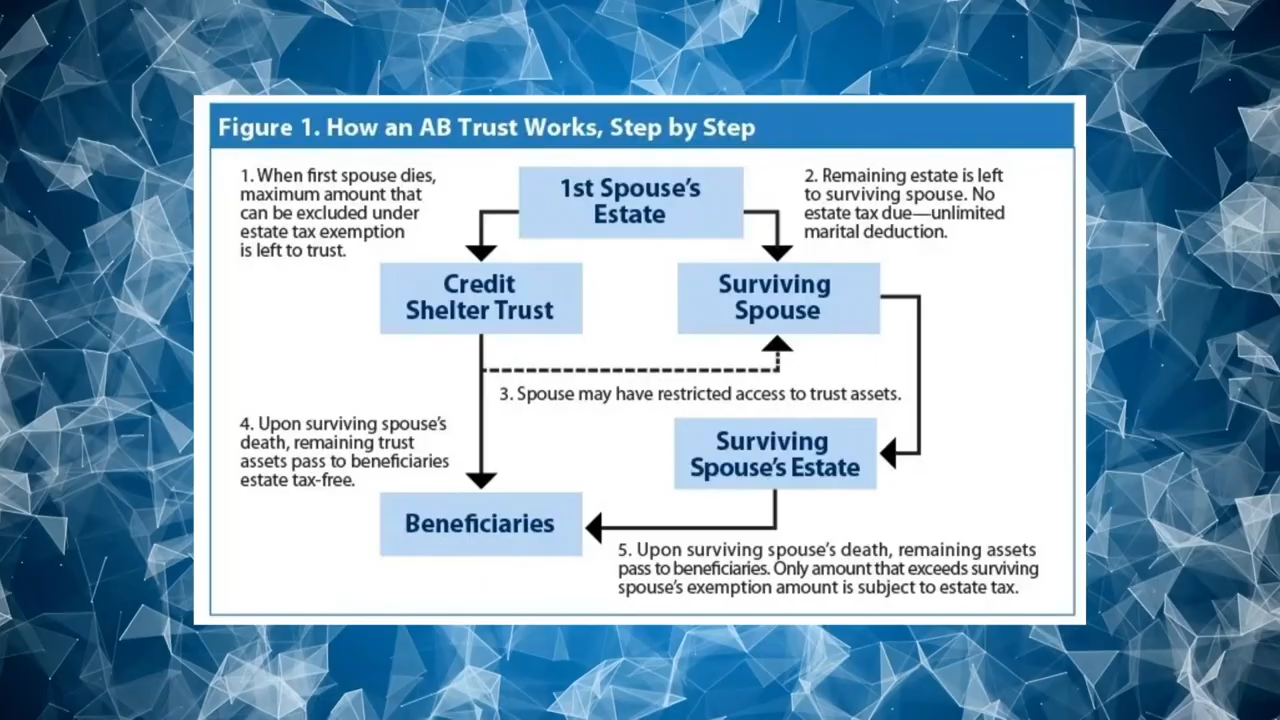 Figure 1. How an AB Trust Works, Step by Step
1. When first spouse dies,
maximum amount that
can be excluded under
estate tax exemption
is left to trust.
1st Spouse's
Estate
2. Remaining estate is left
to surviving spouse. No
estate tax due—unlimited
marital deduction.
Credit
Shelter Trust
Surviving
Spouse
3. Spouse may have restricted access to trust assets.
4. Upon surviving spouse's
death, remaining trust
assets pass to beneficiaries
estate tax-free.
Surviving
Spouse's Estate
Beneficiaries
5. Upon surviving spouse's death, remaining assets
pass to beneficiaries. Only amount that exceeds surviving
spouse's exemption amount is subject to estate tax.